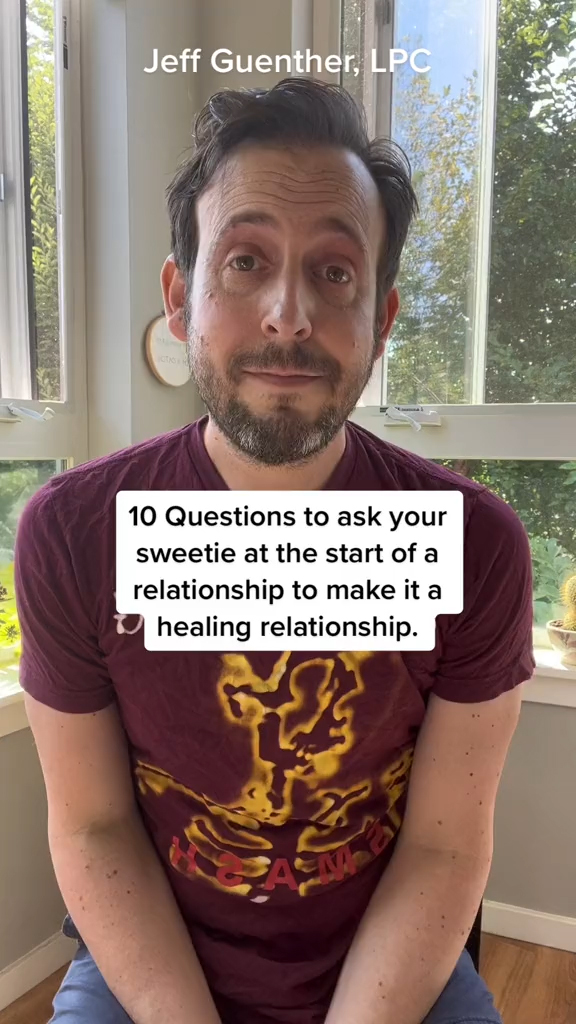 Jeff Guenther, LPC
10 Questions to ask your
sweetie at the start of a
relationship to make it a
healing relationship.
HSAMS